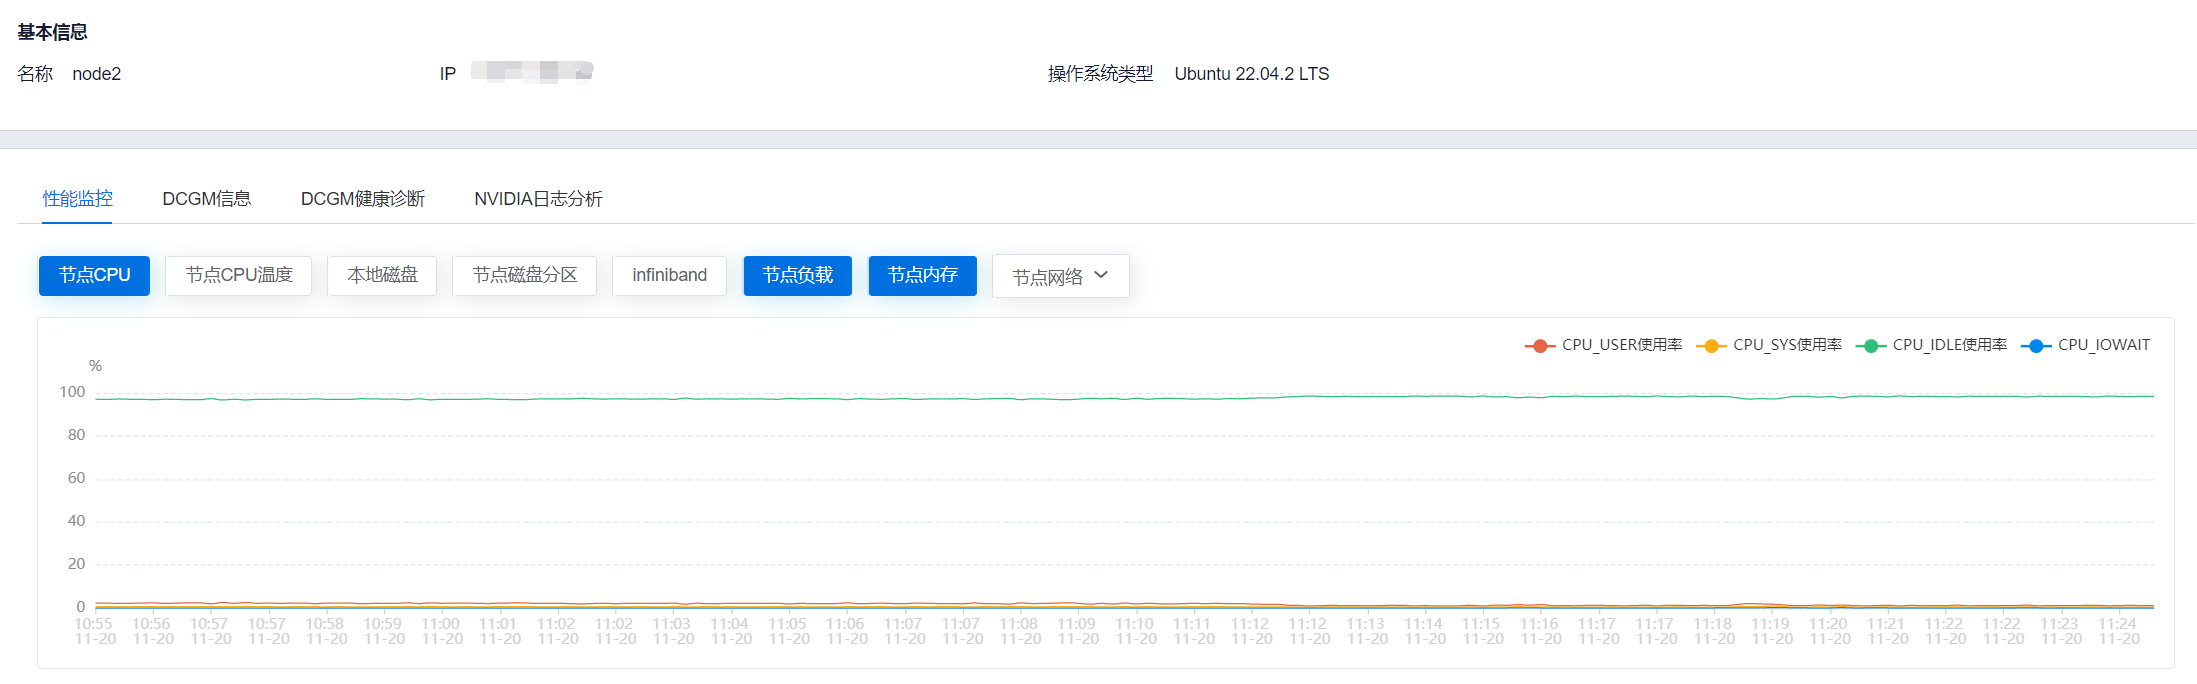 基本信息
名称 node2 IP 操作系统类型 Ubuntu 22.04.2 LTS
性能监控 DCGM信息 DCGM健康诊断 NVIDIA日志分析
节点CPU 节点CPU温度 本地磁盘 节点磁盘分区 infiniband 节点负载 节点内存 节点网络
CPU_USER使用率 CPU_SYS使用率 CPU_IDLE使用率 CPU_IOWAIT
%
100
80
60
40
20
0
10:55 10:56 10:57 10:57 10:58 10:59 11:00 11:01 11:02 11:02 11:03 11:04 11:05 11:06 11:07 11:07 11:08 11:09 11:10 11:11 11:12 11:12 11:13 11:14 11:15 11:16 11:17 11:17 11:18 11:19 11:20 11:21 11:22 11:22 11:23 11:24
11-20 11-20 11-20 11-20 11-20 11-20 11-20 11-20 11-20 11-20 11-20 11-20 11-20 11-20 11-20 11-20 11-20 11-20 11-20 11-20 11-20 11-20 11-20 11-20 11-20 11-20 11-20 11-20 11-20 11-20 11-20 11-20 11-20 11-20 11-20 11-20